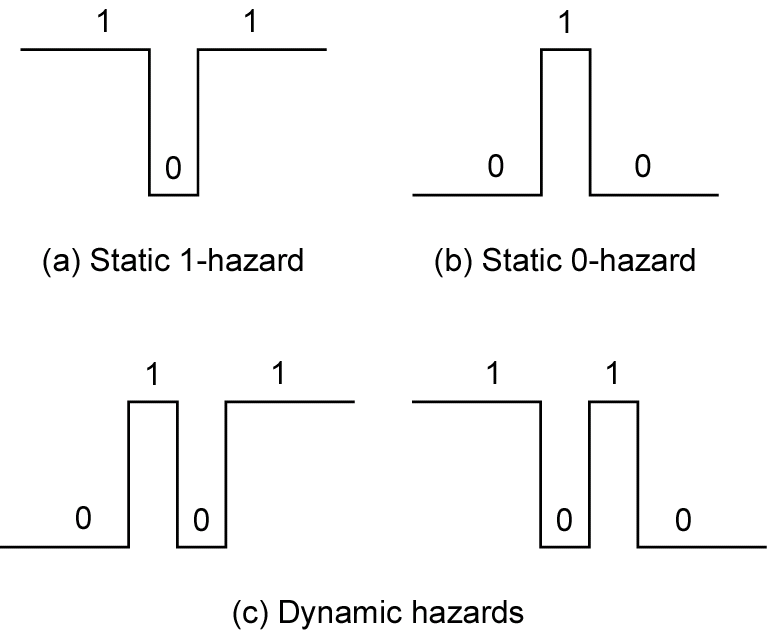 1 1
0
(a) Static 1-hazard
1
0 0
(b) Static 0-hazard
1 1
0 0
1 1
0 0
(c) Dynamic hazards